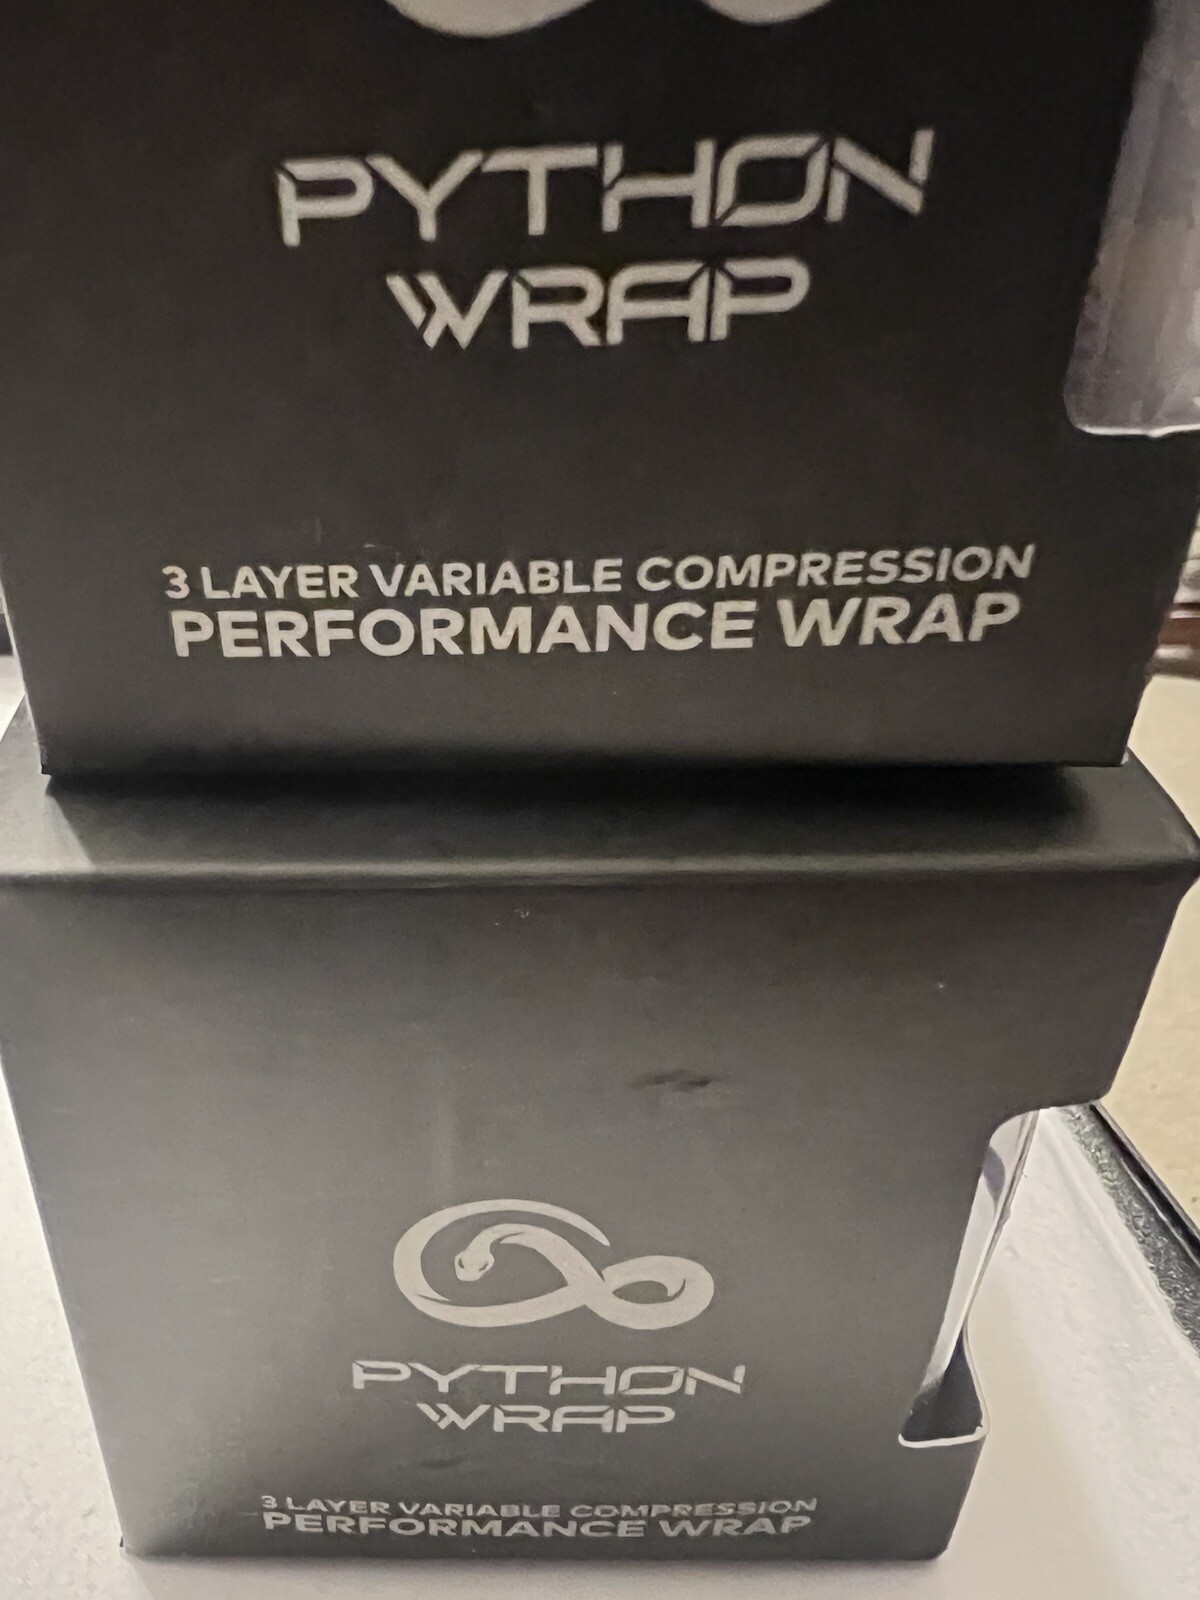 PYTHON
WRAP
3 LAYER VARIABLE COMPRESSION
PERFORMANCE WRAP
PYTHON
WRAP
3 LAYER VARIABLE COMPRESSION
PERFORMANCE WRAP